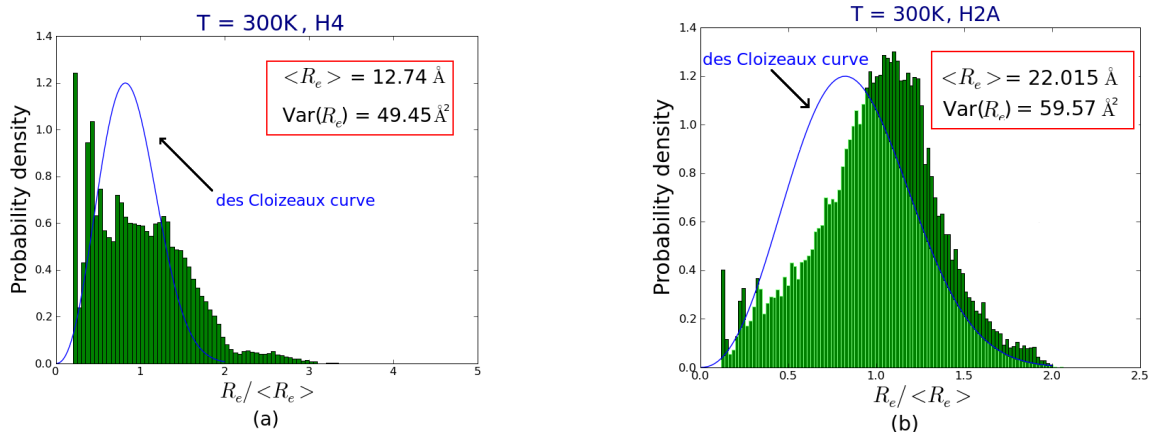 T = 300K, H4
1.4
1.2
1.0
0.8
0.6
0.4
0.2
0.0
Probability density
<R_e> = 12.74 Å
Var(R_e) = 49.45 Å²
des Cloizeaux curve
0 1 2 3 4 5
R_e/<R_e>
(a)
T = 300K, H2A
1.4
1.2
1.0
0.8
0.6
0.4
0.2
0.0
Probability density
des Cloizeaux curve
<R_e> = 22.015 Å
Var(R_e) = 59.57 Å²
0.0 0.5 1.0 1.5 2.0 2.5
R_e/<R_e>
(b)